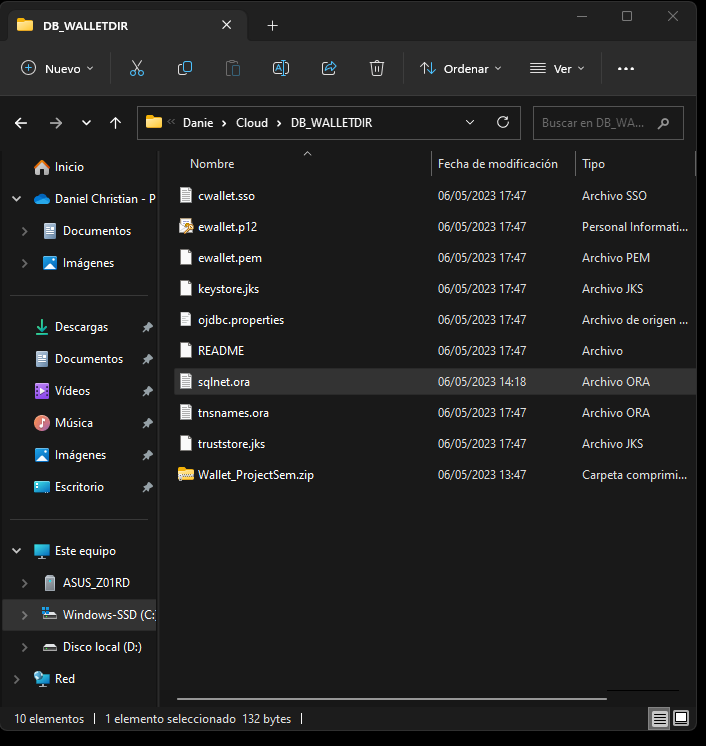 DB_WALLETDIR
Nuevo
Ordenar
Ver
Danie > Cloud > DB_WALLETDIR
Buscar en DB_WA...
Inicio
Daniel Christian - P
Documentos
Imágenes
Descargas
Documentos
Vídeos
Música
Imágenes
Escritorio
Este equipo
ASUS_Z01RD
Windows-SSD (C:)
Disco local (D:)
Red
Nombre Fecha de modificación Tipo
cwallet.sso 06/05/2023 17:47 Archivo SSO
ewallet.p12 06/05/2023 17:47 Personal Informati...
ewallet.pem 06/05/2023 17:47 Archivo PEM
keystore.jks 06/05/2023 17:47 Archivo JKS
ojdbc.properties 06/05/2023 17:47 Archivo de origen ...
README 06/05/2023 17:47 Archivo
sqlnet.ora 06/05/2023 14:18 Archivo ORA
tnsnames.ora 06/05/2023 17:47 Archivo ORA
truststore.jks 06/05/2023 17:47 Archivo JKS
Wallet_ProjectSem.zip 06/05/2023 13:47 Carpeta comprimi...
10 elementos | 1 elemento seleccionado 132 bytes |